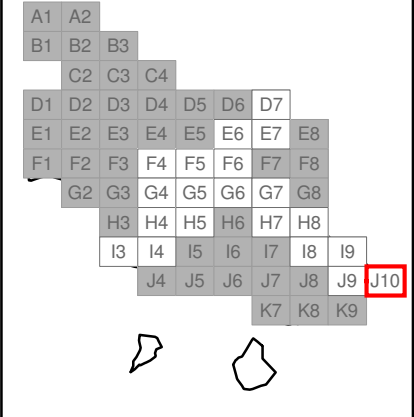 A1 A2
B1 B2 B3
C2 C3 C4
D1 D2 D3 D4 D5 D6 D7
E1 E2 E3 E4 E5 E6 E7 E8
F1 F2 F3 F4 F5 F6 F7 F8
G2 G3 G4 G5 G6 G7 G8
H3 H4 H5 H6 H7 H8
I3 I4 I5 I6 I7 I8 I9
J4 J5 J6 J7 J8 J9 J10
K7 K8 K9